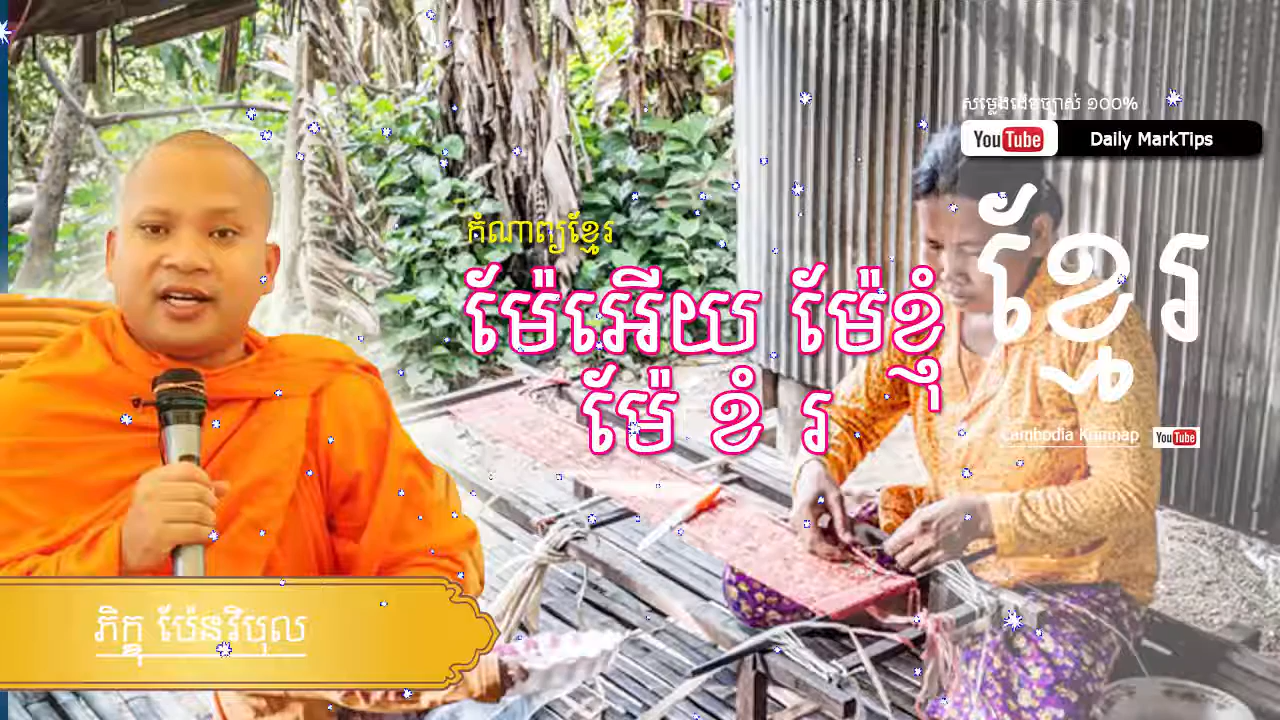 សម្លេងដើមច្បាស់ ១០០%
YouTube Daily MarkTips
កំណាព្យខ្មែរ
ម៉ែអើយ ម៉ែខ្ញុំ
ម៉ែ ខំ រ
ខ្មែរ
Cambodia Kumnap YouTube
ភិក្ខុ ប៉ែនវិបុល